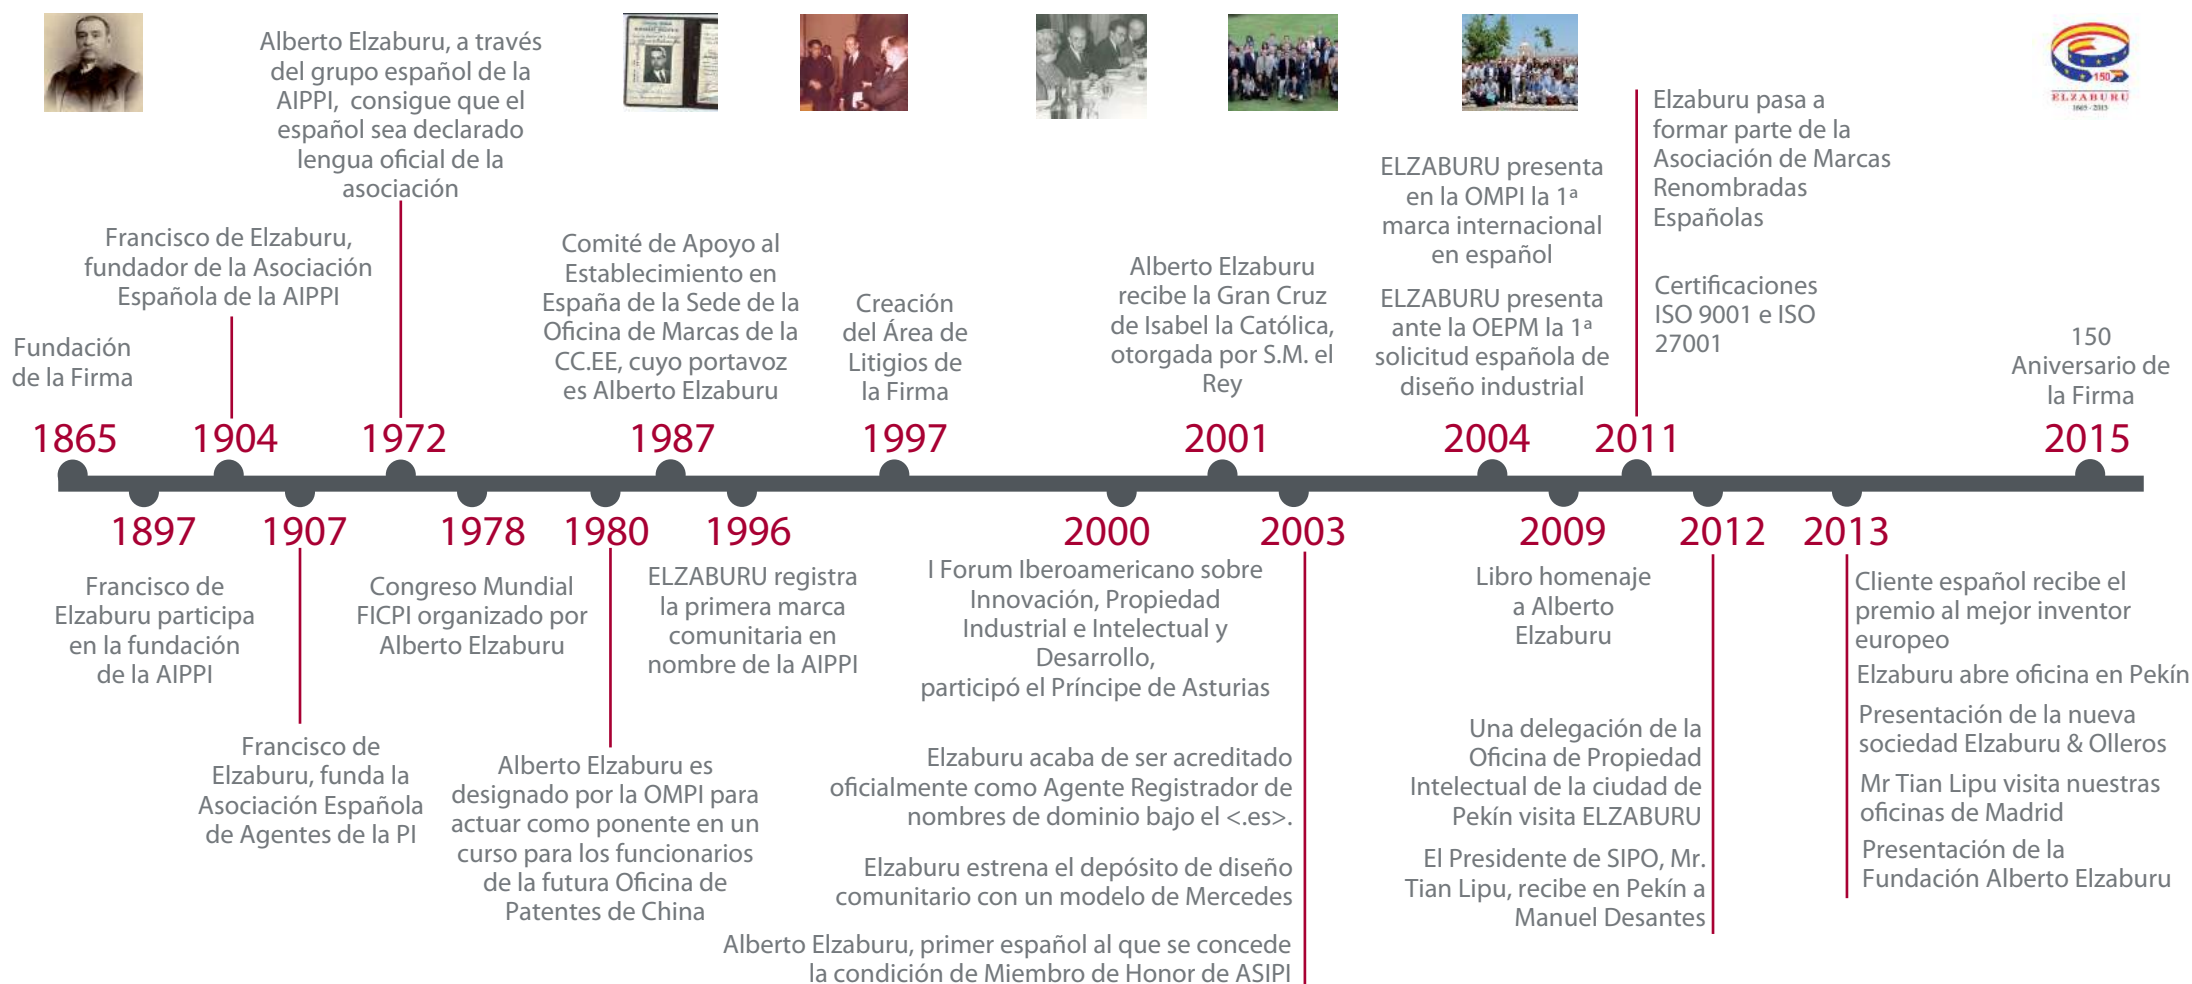 Fundación
de la Firma
1865
Francisco de
Elzaburu participa
en la fundación
de la AIPPI
1897
Francisco de Elzaburu,
fundador de la Asociación
Española de la AIPPI
1904
1907
Francisco de
Elzaburu, funda la
Asociación Española
de Agentes de la PI
Alberto Elzaburu, a través
del grupo español de la
AIPPI, consigue que el
español sea declarado
lengua oficial de la
asociación
1972
1978
Congreso Mundial
FICPI organizado por
Alberto Elzaburu
1980
Alberto Elzaburu es
designado por la OMPI para
actuar como ponente en un
curso para los funcionarios
de la futura Oficina de
Patentes de China
Comité de Apoyo al
Establecimiento en
España de la Sede de la
Oficina de Marcas de la
CC.EE, cuyo portavoz
es Alberto Elzaburu
1987
1996
ELZABURU registra
la primera marca
comunitaria en
nombre de la AIPPI
Creación
del Área de
Litigios de
la Firma
1997
2000
I Forum Iberoamericano sobre
Innovación, Propiedad
Industrial e Intelectual y
Desarrollo,
participó el Príncipe de Asturias
Alberto Elzaburu
recibe la Gran Cruz
de Isabel la Católica,
otorgada por S.M. el
Rey
2001
2003
Elzaburu acaba de ser acreditado
oficialmente como Agente Registrador de
nombres de dominio bajo el <.es>.
Elzaburu estrena el depósito de diseño
comunitario con un modelo de Mercedes
Alberto Elzaburu, primer español al que se concede
la condición de Miembro de Honor de ASIPI
ELZABURU presenta
en la OMPI la 1ª
marca internacional
en español
ELZABURU presenta
ante la OEPM la 1ª
solicitud española de
diseño industrial
2004
2009
Libro homenaje
a Alberto
Elzaburu
Elzaburu pasa a
formar parte de la
Asociación de Marcas
Renombradas
Españolas
Certificaciones
ISO 9001 e ISO
27001
2011
2012
Una delegación de la
Oficina de Propiedad
Intelectual de la ciudad de
Pekín visita ELZABURU
El Presidente de SIPO, Mr.
Tian Lipu, recibe en Pekín a
Manuel Desantes
2013
Cliente español recibe el
premio al mejor inventor
europeo
Elzaburu abre oficina en Pekín
Presentación de la nueva
sociedad Elzaburu & Olleros
Mr Tian Lipu visita nuestras
oficinas de Madrid
Presentación de la
Fundación Alberto Elzaburu
150
ELZABURU
1865 - 2015
150
Aniversario de
la Firma
2015